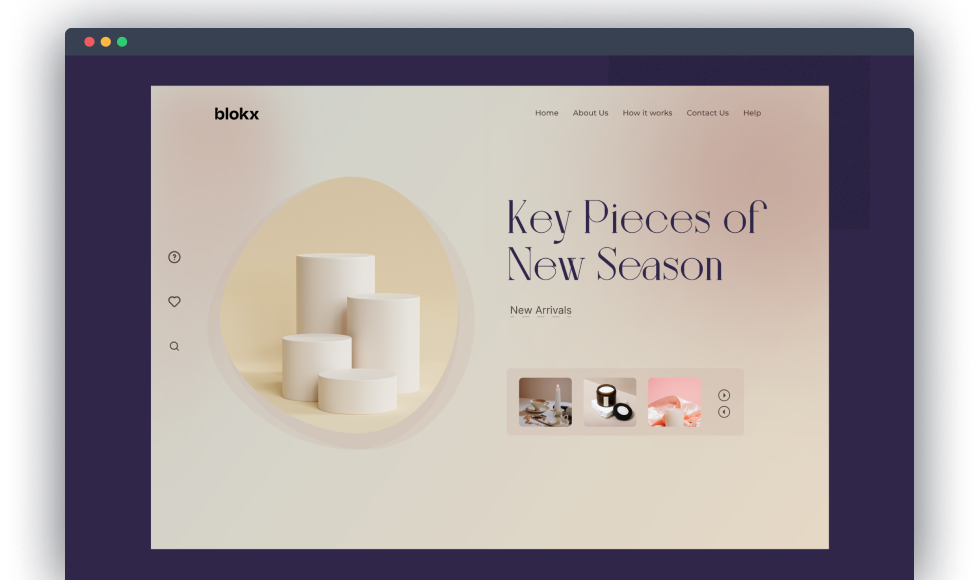 blokx
Home About Us How it works Contact Us Help
Key Pieces of
New Season
New Arrivals